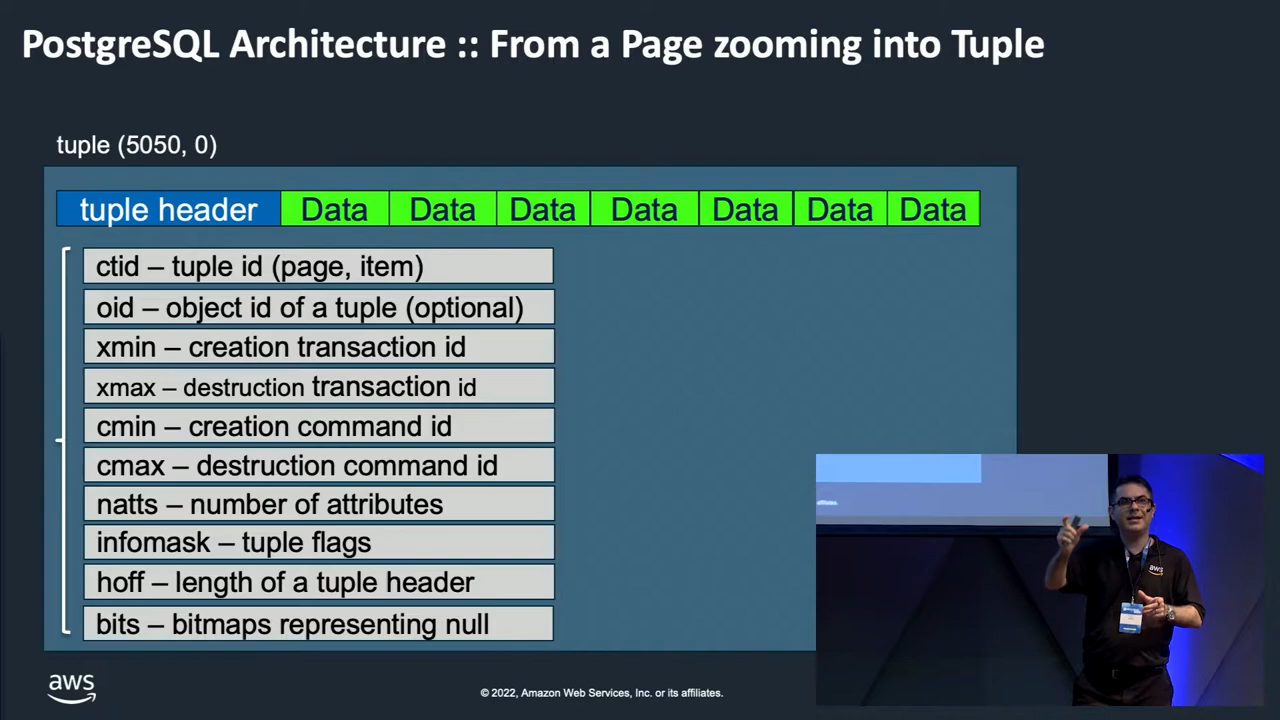 PostgreSQL Architecture :: From a Page zooming into Tuple
tuple (5050, 0)
tuple header Data Data Data Data Data Data Data
ctid – tuple id (page, item)
oid – object id of a tuple (optional)
xmin – creation transaction id
xmax – destruction transaction id
cmin – creation command id
cmax – destruction command id
natts – number of attributes
infomask – tuple flags
hoff – length of a tuple header
bits – bitmaps representing null
aws
aws
© 2022, Amazon Web Services, Inc. or its affiliates.